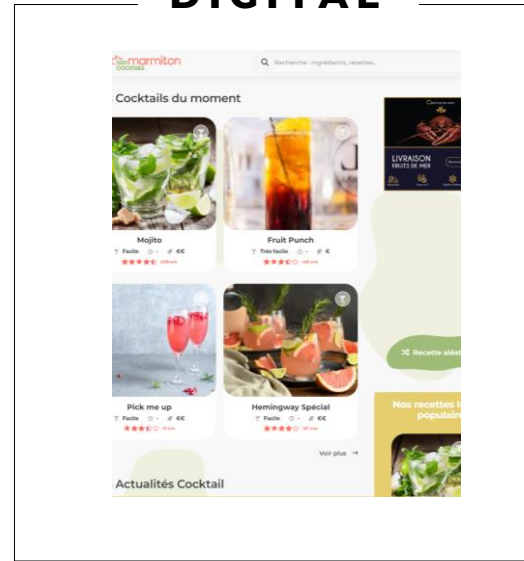 DIGITAL
marmiton
COCKTAILS
Recherche : ingrédients, recettes...
Cocktails du moment
LIVRAISON
FRUITS DE MER
Mojito
Facile - €€
Fruit Punch
Très facile - €
Recette aléat
Pick me up
Facile - €€
Hemingway Spécial
Facile - €€
Nos recettes l
populair
Voir plus →
Actualités Cocktail